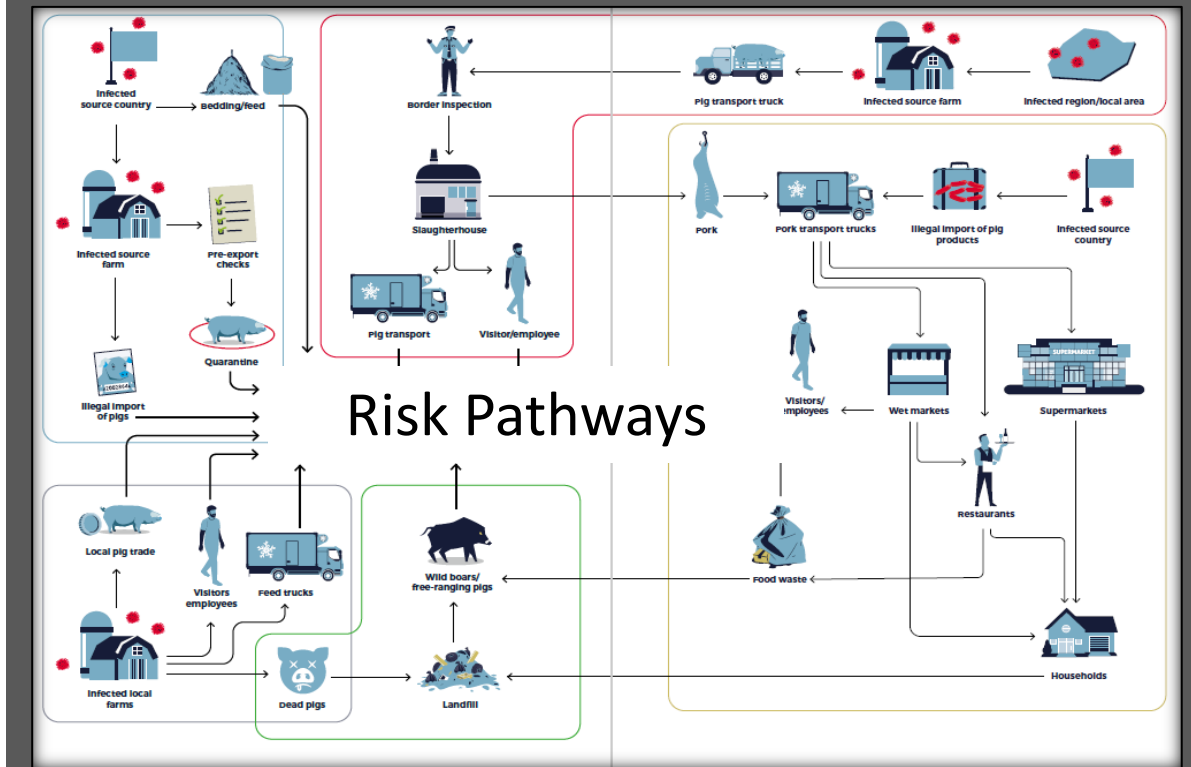 Infected
source country
Bedding/feed
Infected source
farm
Pre-export
checks
Quarantine
Illegal import
of pigs
Border inspection
Pig transport truck
Infected source farm
Infected region/local area
Slaughterhouse
Pig transport
Visitor/employee
Pork
Pork transport trucks
Illegal import of pig
products
Infected source
country
Visitors/
employees
Wet markets
SUPERMARKET
Supermarkets
Restaurants
Food waste
Households
Risk Pathways
Local pig trade
Visitors
employees
Feed trucks
Infected local
farms
Dead pigs
Wild boars/
free-ranging pigs
Landfill